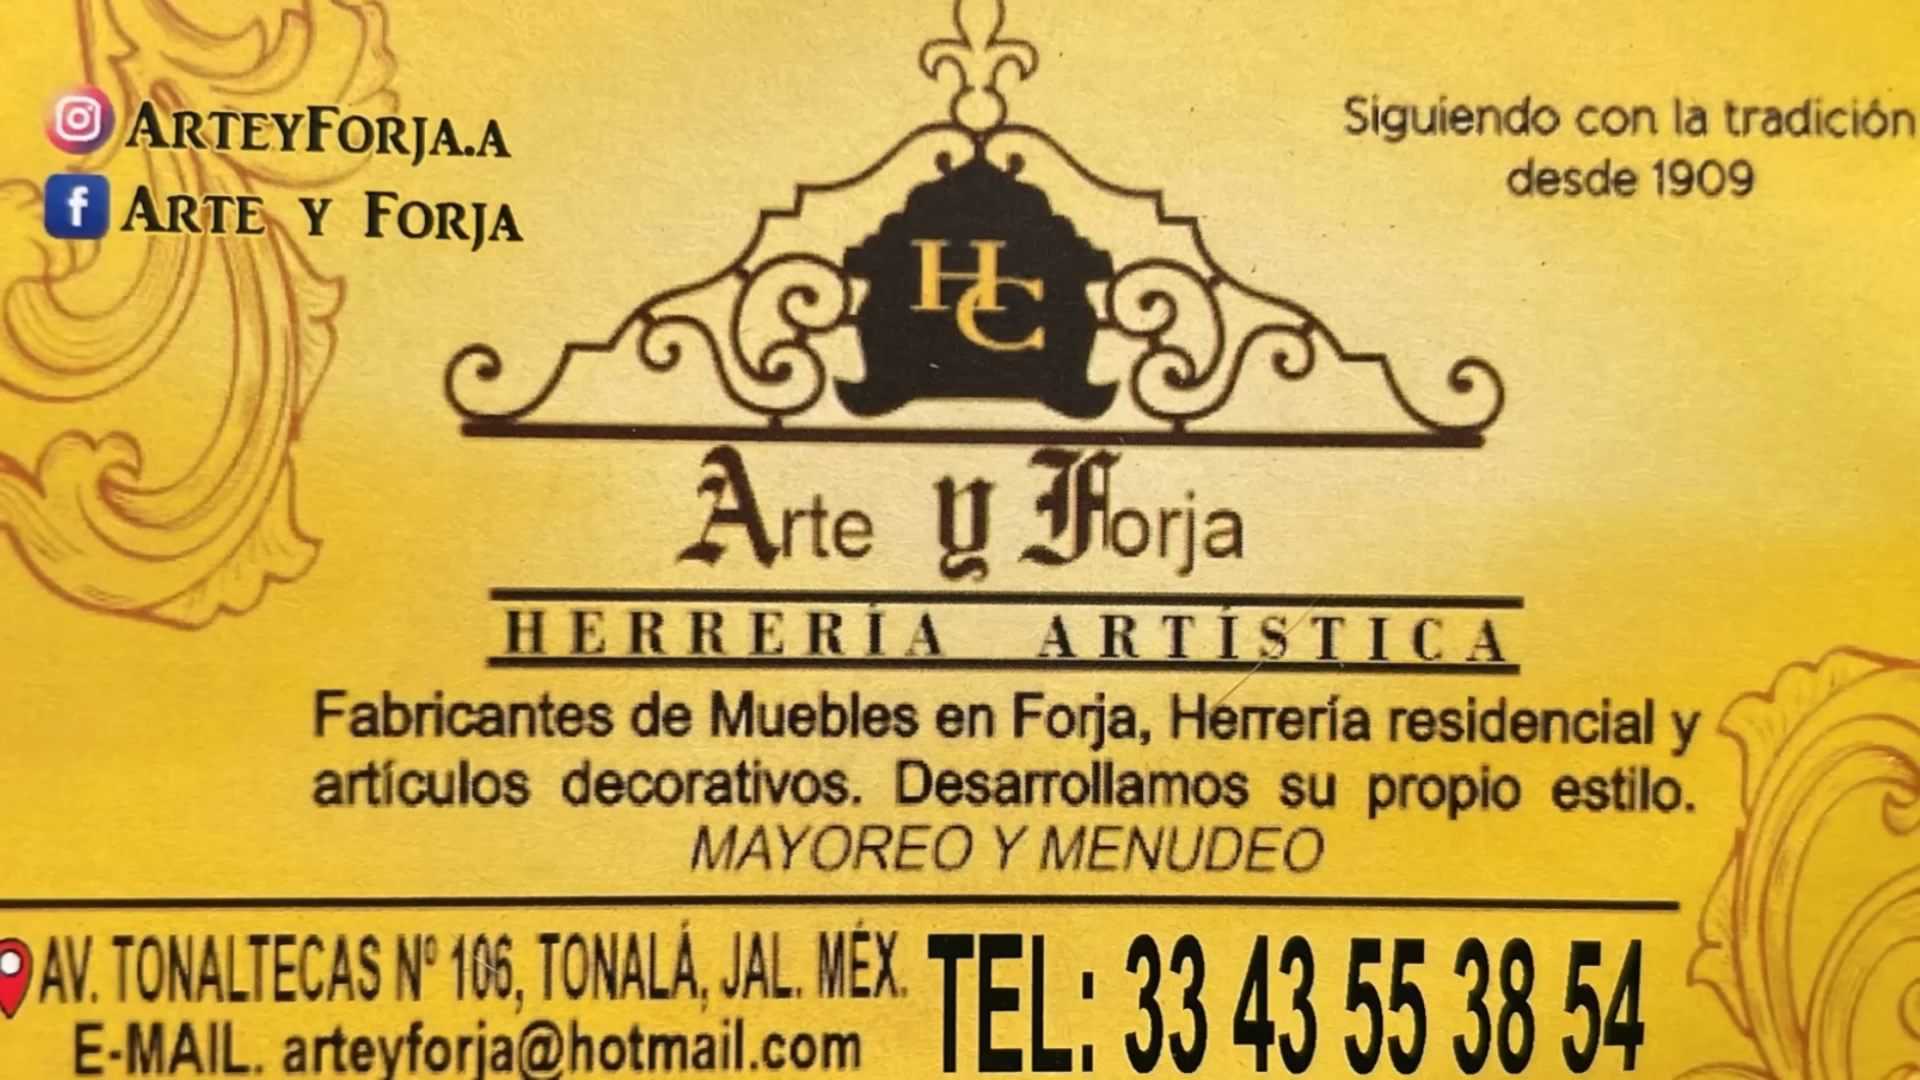 ARTEYFORJA.A
ARTE Y FORJA
Siguiendo con la tradición
desde 1909
HC
Arte y Forja
HERRERÍA ARTÍSTICA
Fabricantes de Muebles en Forja, Herrería residencial y
artículos decorativos. Desarrollamos su propio estilo.
MAYOREO Y MENUDEO
AV. TONALTECAS Nº 106, TONALÁ, JAL. MÉX.
E-MAIL. arteyforja@hotmail.com
TEL: 33 43 55 38 54